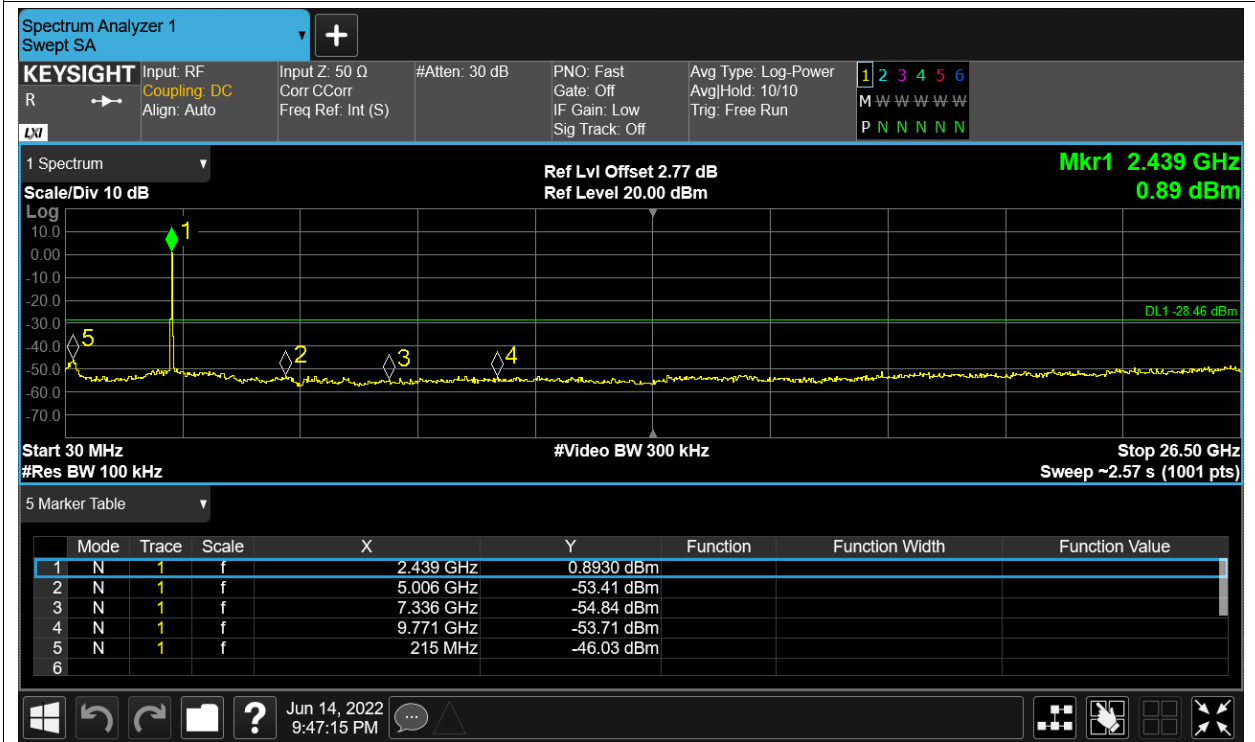 Spectrum Analyzer 1
Swept SA
+
KEYSIGHT Input: RF Input Z: 50 Ω #Atten: 30 dB PNO: Fast Avg Type: Log-Power 1 2 3 4 5 6
R Coupling: DC Corr CCorr Gate: Off Avg|Hold: 10/10 M W W W W W
Align: Auto Freq Ref: Int (S) IF Gain: Low Trig: Free Run
LXI Sig Track: Off P N N N N N
1 Spectrum Ref Lvl Offset 2.77 dB Mkr1 2.439 GHz
Scale/Div 10 dB Ref Level 20.00 dBm 0.89 dBm
Log
10.0 1
0.00
-10.0
-20.0
DL1 -28.46 dBm
-30.0
5
-40.0 2 3 4
-50.0
-60.0
-70.0
Start 30 MHz #Video BW 300 kHz Stop 26.50 GHz
#Res BW 100 kHz Sweep ~2.57 s (1001 pts)
5 Marker Table
Mode Trace Scale X Y Function Function Width Function Value
1 N 1 f 2.439 GHz 0.8930 dBm
2 N 1 f 5.006 GHz -53.41 dBm
3 N 1 f 7.336 GHz -54.84 dBm
4 N 1 f 9.771 GHz -53.71 dBm
5 N 1 f 215 MHz -46.03 dBm
6
? Jun 14, 2022
9:47:15 PM